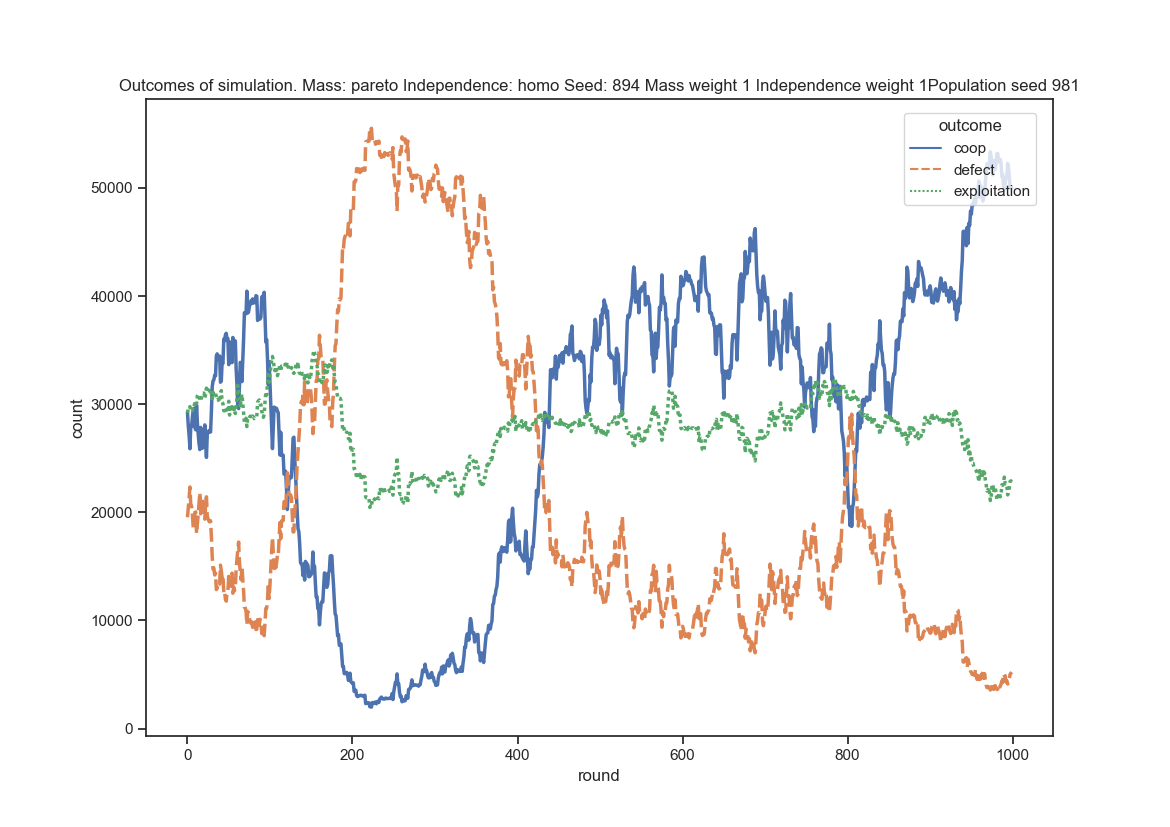 Outcomes of simulation. Mass: pareto Independence: homo Seed: 894 Mass weight 1 Independence weight 1Population seed 981
outcome
coop
defect
exploitation
50000
40000
30000
20000
10000
0
count
0 200 400 600 800 1000
round